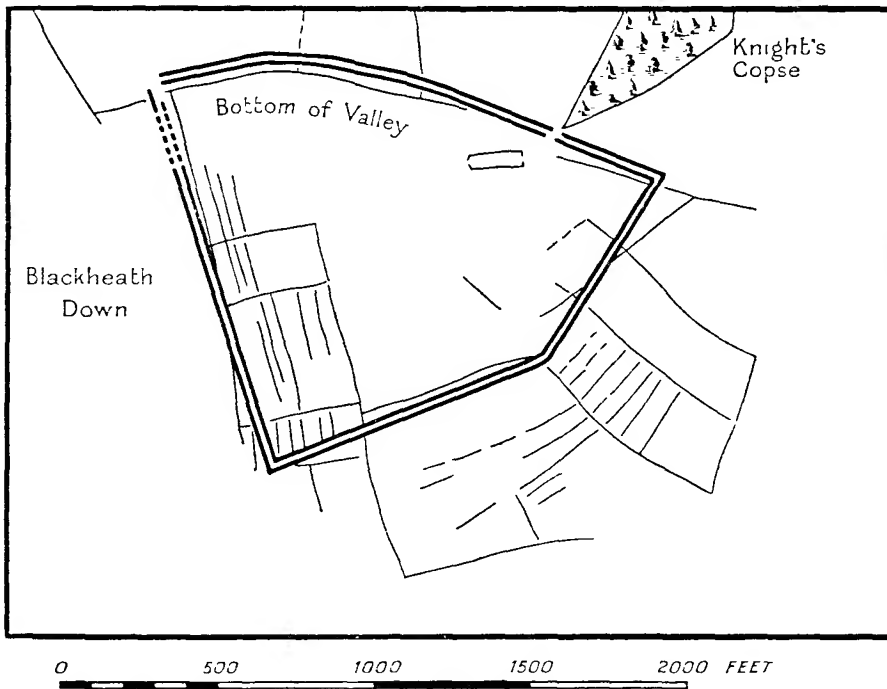 Knight's
Copse
Bottom of Valley
Blackheath
Down
0 500 1000 1500 2000 FEET